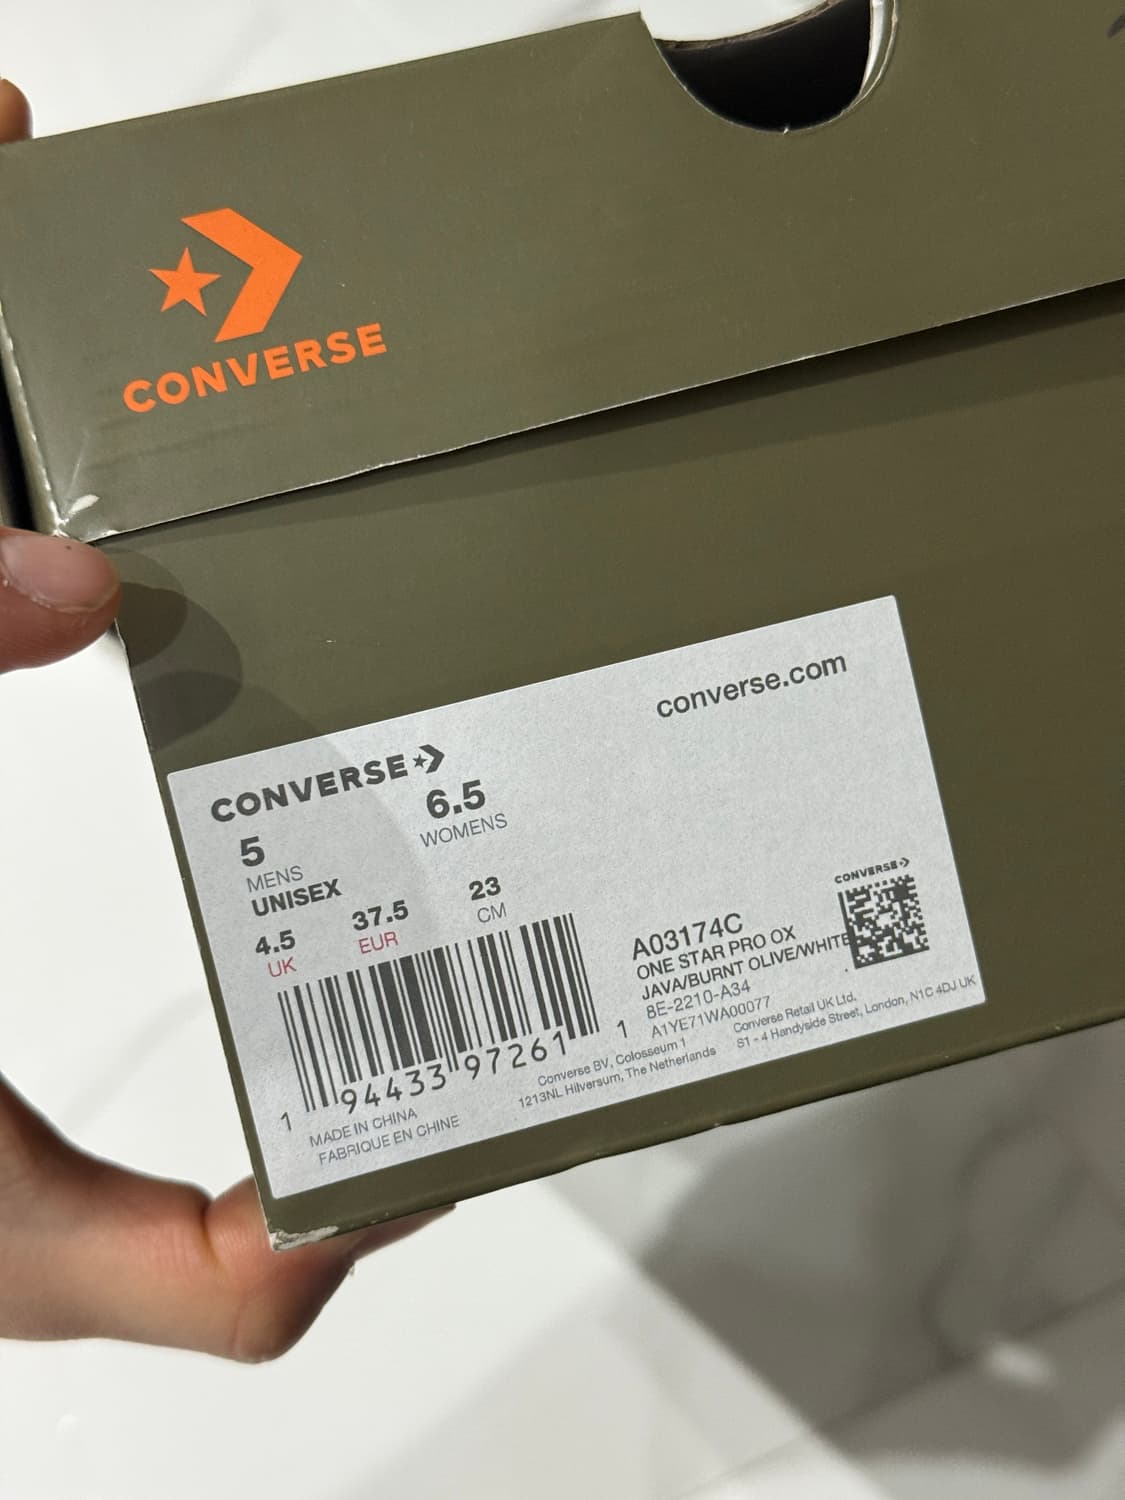 CONVERSE
converse.com
CONVERSE
5
MENS
UNISEX
6.5
WOMENS
4.5
UK
37.5
EUR
23
CM
CONVERSE
A03174C
ONE STAR PRO OX
JAVA/BURNT OLIVE/WHITE
8E-2210-A34
A1YE71WA00077
1 94433 97261 1
MADE IN CHINA
FABRIQUE EN CHINE
Converse BV, Colosseum 1
1213NL Hilversum, The Netherlands
Converse Retail UK Ltd.
S1 - 4 Handyside Street, London, N1C 4DJ UK